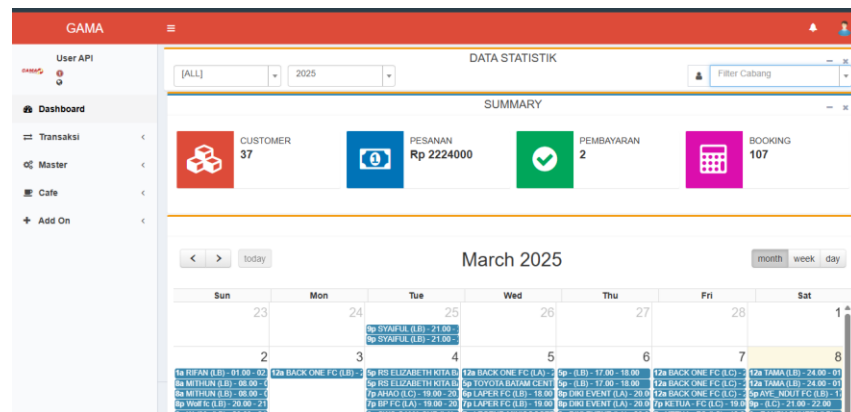 GAMA
User API
DATA STATISTIK
[ALL]
2025
Filter Cabang
Dashboard
Transaksi
Master
Cafe
Add On
SUMMARY
CUSTOMER
37
PESANAN
Rp 2224000
PEMBAYARAN
2
BOOKING
107
today
March 2025
month week day
Sun Mon Tue Wed Thu Fri Sat
23 24 25 26 27 28 1
9p SYAIFUL (LB) - 21.00 -
9p SYAIFUL (LB) - 21.00 -
2 3 4 5 6 7 8
1a RIFAN (LB) - 01.00 - 02. 12a BACK ONE FC (LB) - 5p RS ELIZABETH KITA B 12a BACK ONE FC (LA) - 5p - (LB) - 17.00 - 18.00 12a BACK ONE FC (LC) - 12a TAMA (LB) - 24.00 - 01
8a MITHUN (LB) - 08.00 - 5p RS ELIZABETH KITA B 5p TOYOTA BATAM CENT 5p - (LB) - 17.00 - 18.00 12a BACK ONE FC (LC) - 12a TAMA (LB) - 24.00 - 01
8a MITHUN (LB) - 08.00 - 7p AHAO (LC) - 19.00 - 20. 6p LAPER FC (LB) - 18.00 8p DIKI EVENT (LA) - 20.0 12a BACK ONE FC (LC) - 5p AYE_NDUT FC (LB) - 1
8p Wolf fc (LB) - 20.00 - 21 7p BP FC (LA) - 19.00 - 20 7p LAPER FC (LB) - 19.00 8p DIKI EVENT (LA) - 20.0 7p KETUA - FC (LC) - 19.0 9p - (LC) - 21.00 - 22.00